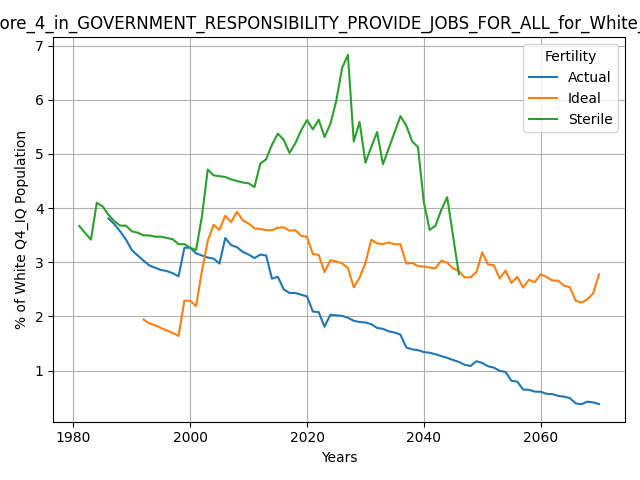 ore_4_in_GOVERNMENT_RESPONSIBILITY_PROVIDE_JOBS_FOR_ALL_for_White_
Fertility
Actual
Ideal
Sterile
% of White Q4_IQ Population
7
6
5
4
3
2
1
1980 2000 2020 2040 2060
Years